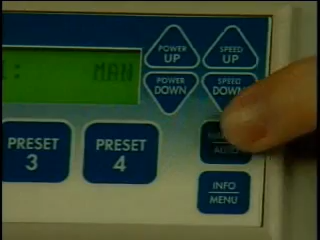 : MAN
POWER
UP
SPEED
UP
POWER
DOWN
SPEED
DOWN
AUTO
PRESET
3
PRESET
4
INFO
MENU